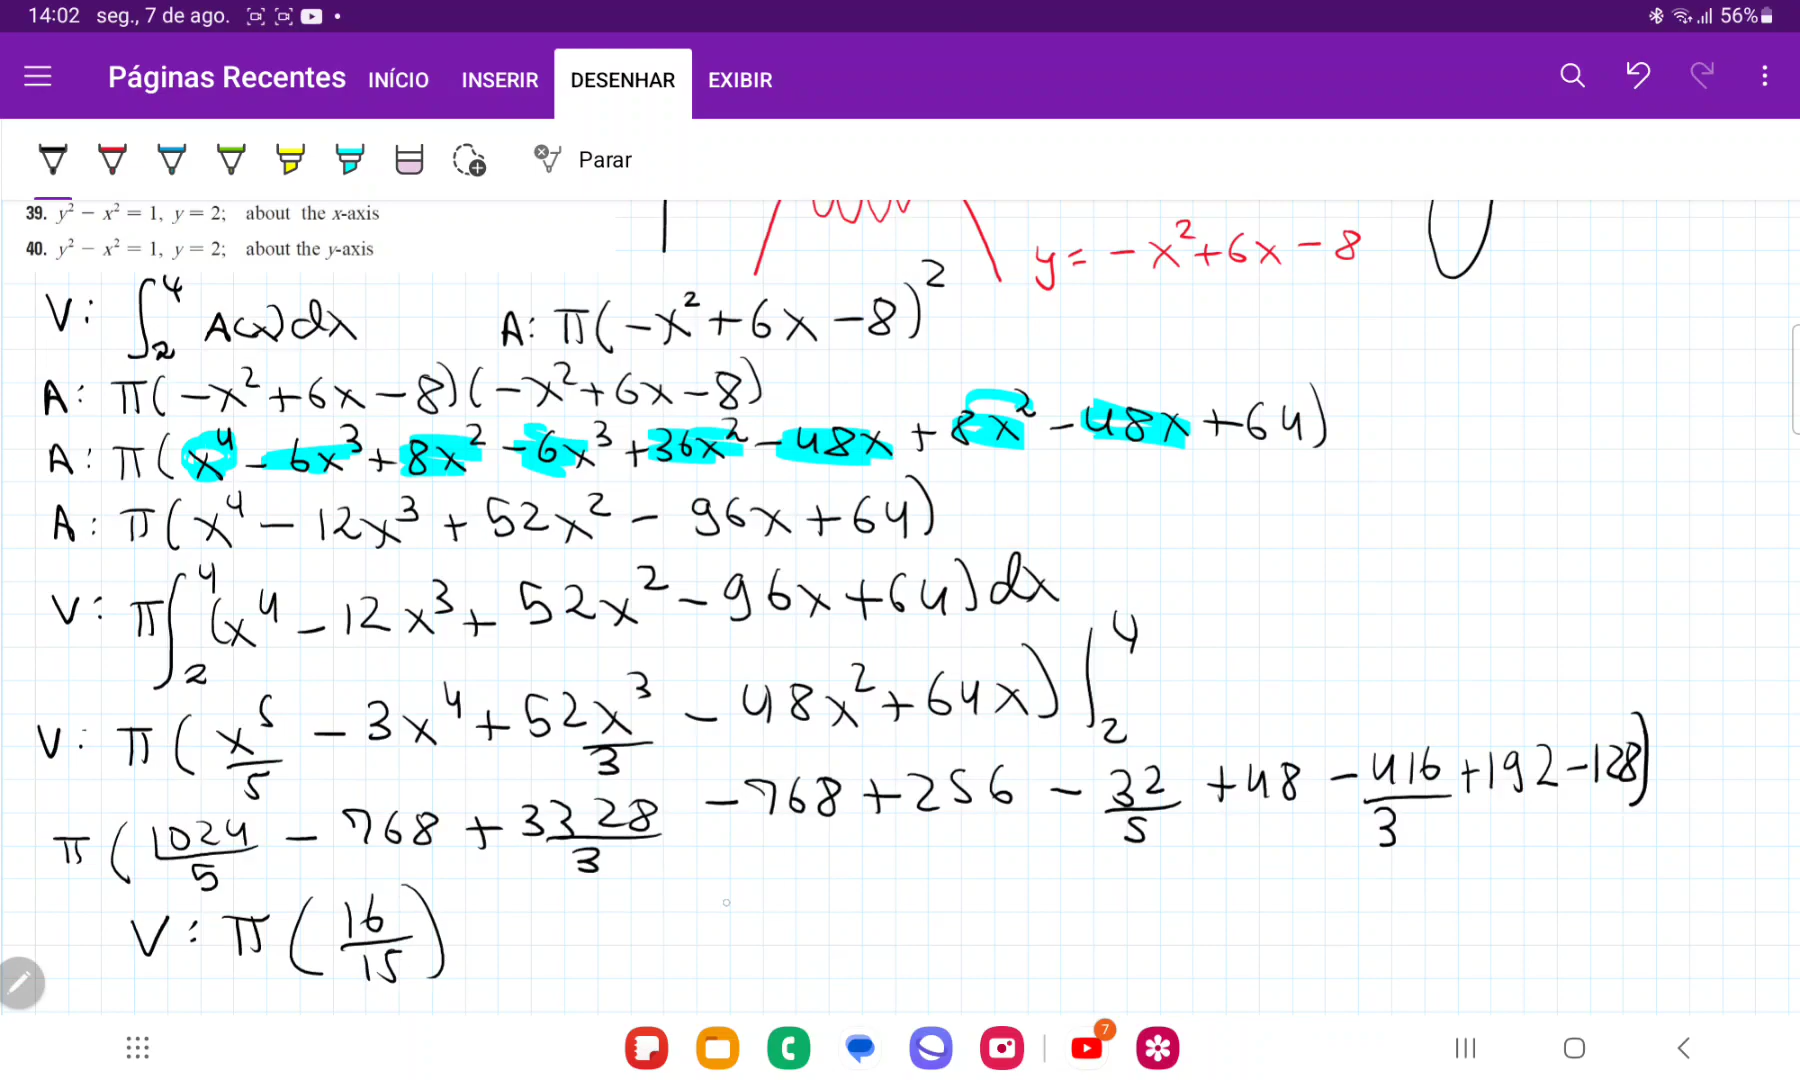 14:02 seg., 7 de ago. 56%
Páginas Recentes INÍCIO INSERIR DESENHAR EXIBIR
Parar
39. y² − x² = 1, y = 2; about the x-axis
40. y² − x² = 1, y = 2; about the y-axis
y = −x² + 6x − 8
V: ∫₂⁴ A(x)dx A: π(−x² + 6x − 8)²
A: π(−x² + 6x − 8)(−x² + 6x − 8)
A: π(x⁴ − 6x³ + 8x² − 6x³ + 36x² − 48x + 8x² − 48x + 64)
A: π(x⁴ − 12x³ + 52x² − 96x + 64)
V: π∫₂⁴ (x⁴ − 12x³ + 52x² − 96x + 64)dx
V: π(x⁵/5 − 3x⁴ + 52x³/3 − 48x² + 64x)|₂⁴
π(1024/5 − 768 + 3328/3 − 768 + 256 − 32/5 + 48 − 416/3 + 192 − 128)
V: π(16/15)
7